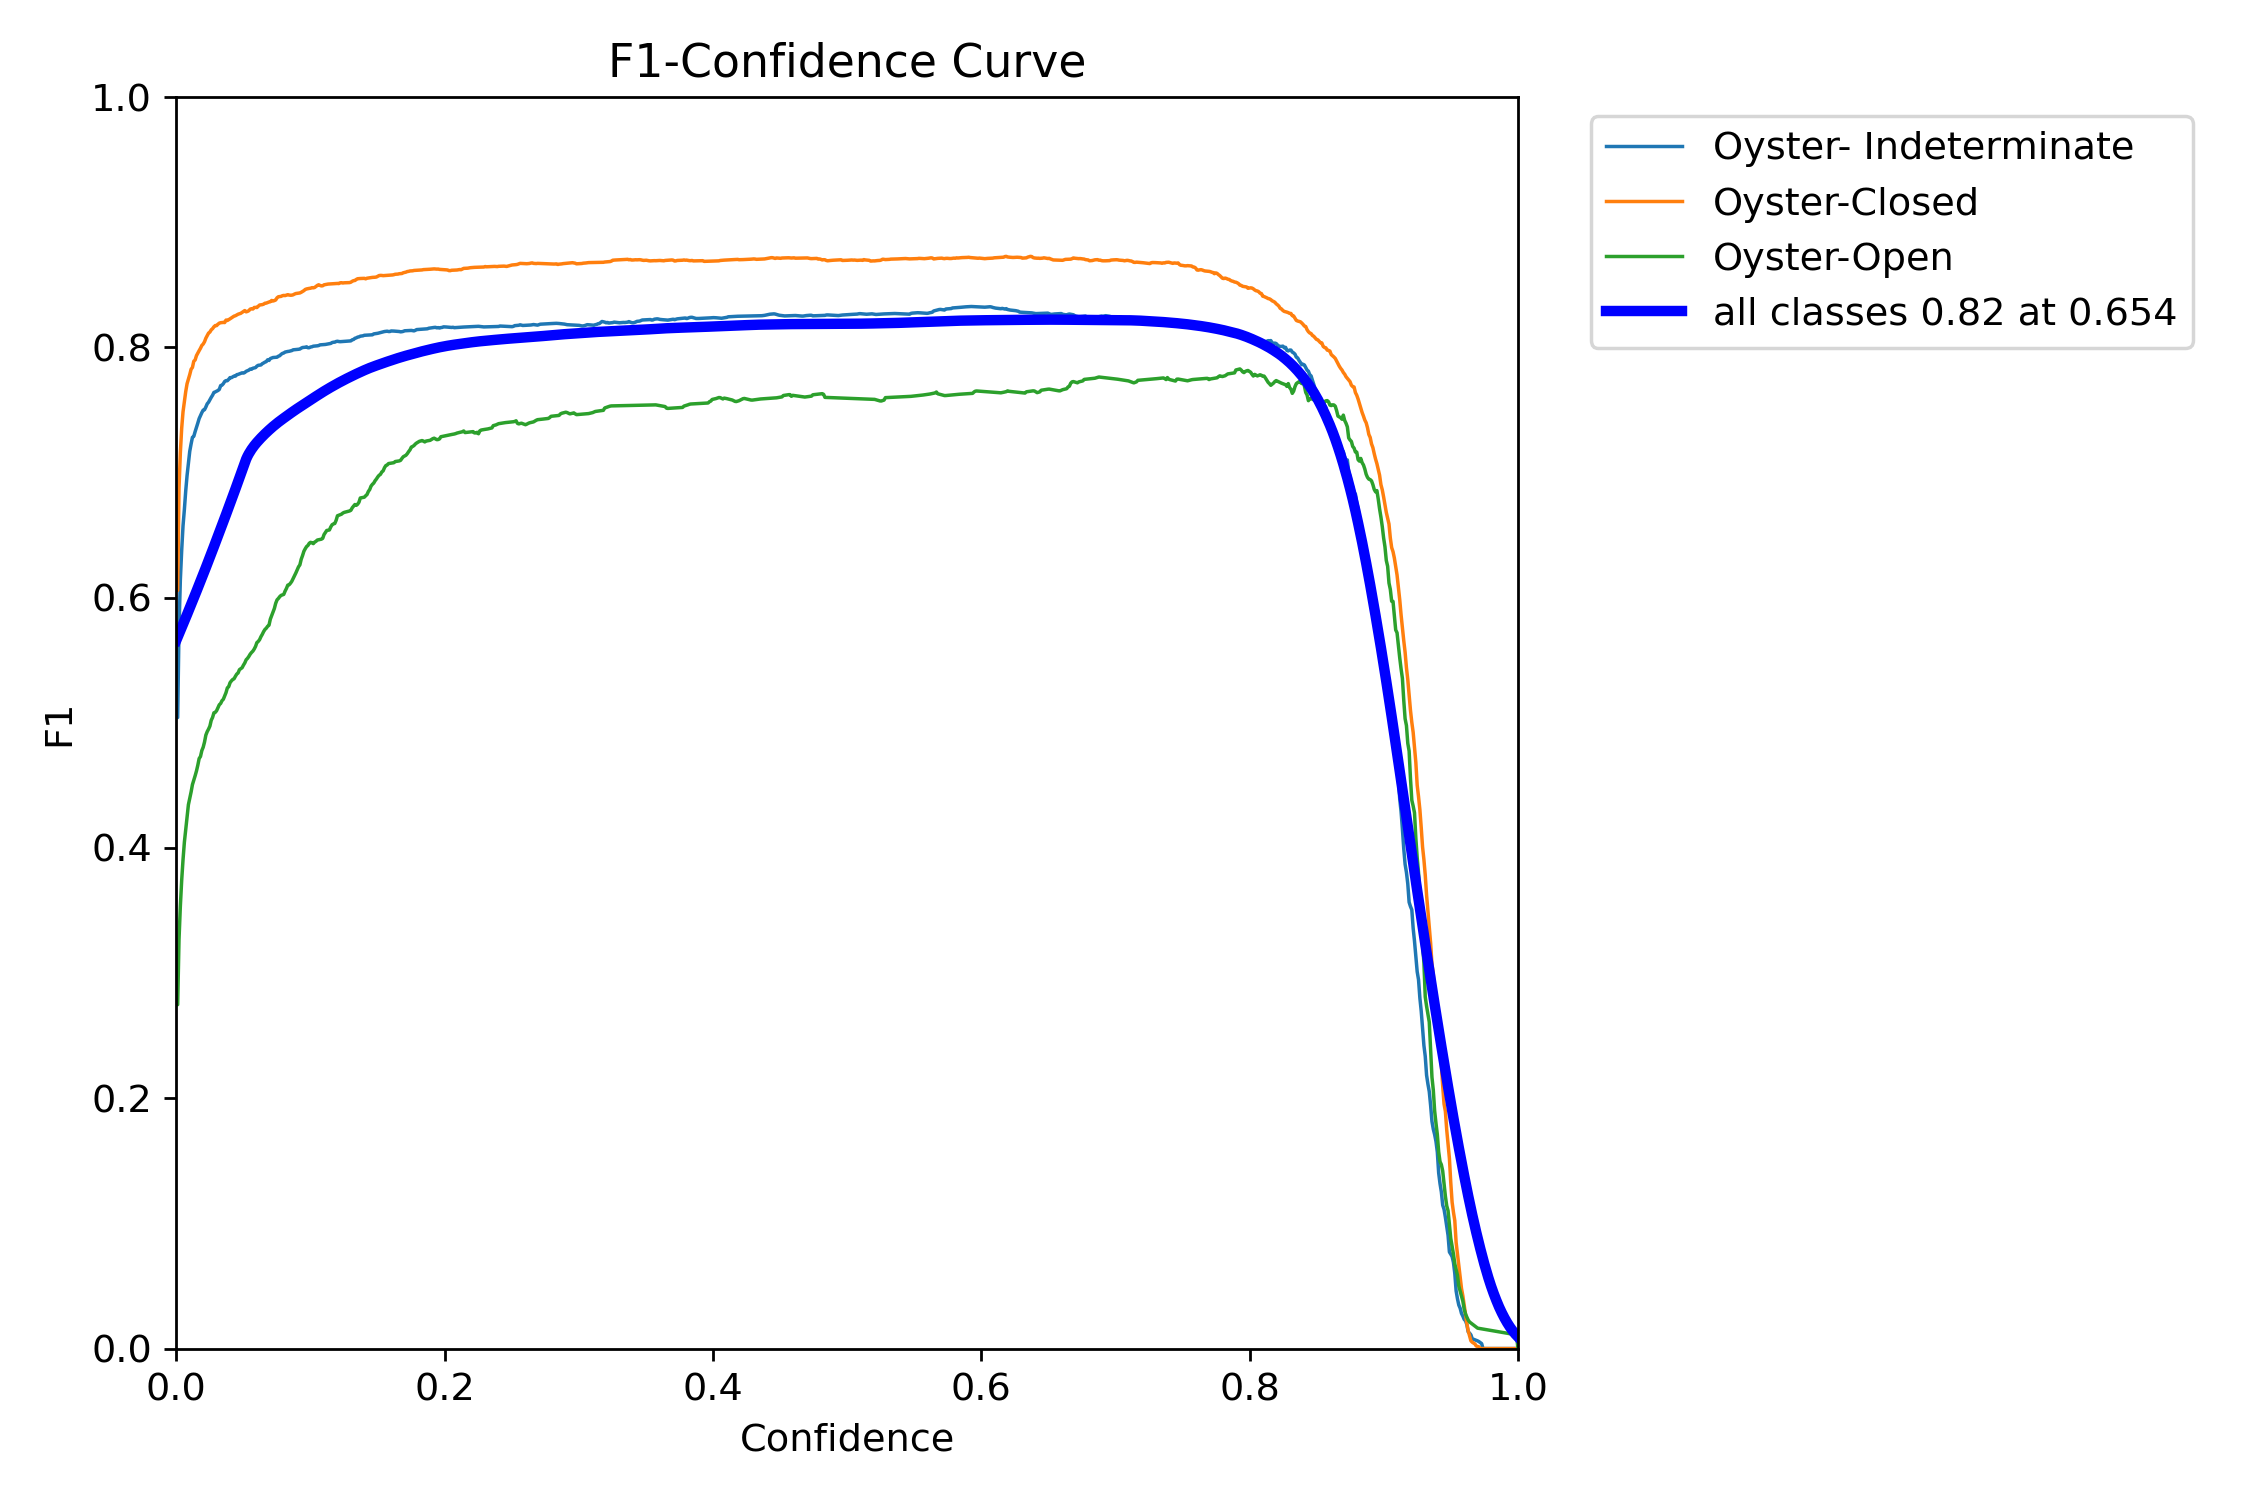 F1-Confidence Curve
1.0
0.8
0.6
0.4
0.2
0.0
F1
0.0 0.2 0.4 0.6 0.8 1.0
Confidence
Oyster- Indeterminate
Oyster-Closed
Oyster-Open
all classes 0.82 at 0.654